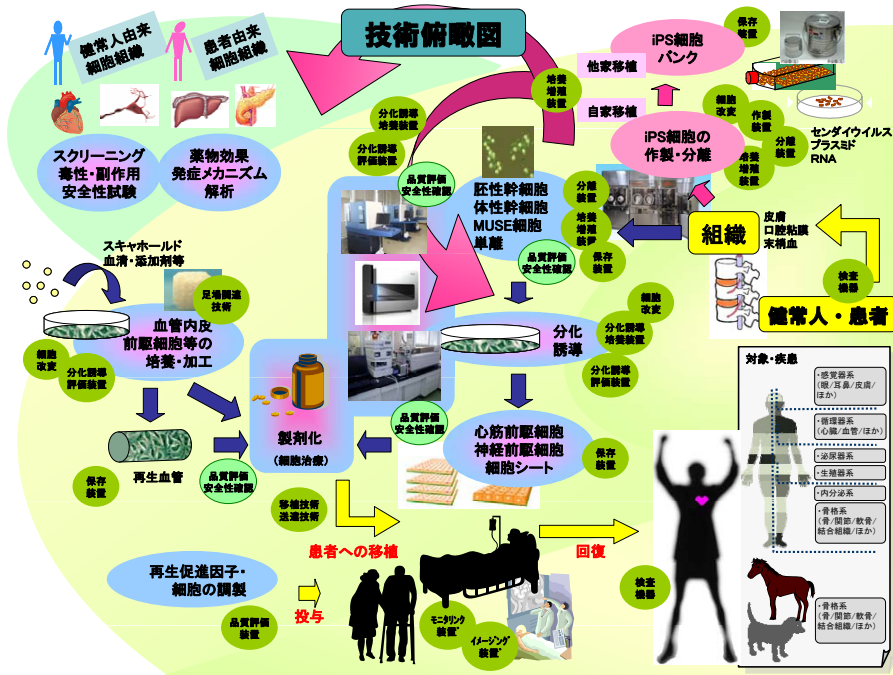 技術俯瞰図
健常人由来
細胞組織
患者由来
細胞組織
スクリーニング
毒性・副作用
安全性試験
薬物効果
発症メカニズム
解析
分化誘導
培養装置
分化誘導
評価装置
品質評価
安全性確認
培養
増殖
装置
他家移植
自家移植
iPS細胞
バンク
保存
装置
iPS細胞の
作製・分離
細胞
改変
作製
装置
分離
装置
培養
増殖
装置
センダイウイルス
プラスミド
RNA
胚性幹細胞
体性幹細胞
MUSE細胞
単離
分離
装置
培養
増殖
装置
保存
装置
品質評価
安全性確認
組織
皮膚
口腔粘膜
末梢血
検査
機器
健常人・患者
スキャホールド
血清・添加剤等
足場関連
技術
血管内皮
前駆細胞等の
培養・加工
細胞
改変
分化誘導
評価装置
分化
誘導
細胞
改変
分化誘導
培養装置
分化誘導
評価装置
製剤化
(細胞治療)
品質評価
安全性確認
心筋前駆細胞
神経前駆細胞
細胞シート
保存
装置
再生血管
保存
装置
品質評価
安全性確認
移植技術
送達技術
患者への移植
回復
再生促進因子・
細胞の調製
品質評価
装置
投与
モニタリンク
装置゛
イメージング
装置゛
検査
機器
対象・疾患
・感覚器系
(眼/耳鼻/皮膚/
ほか)
・循環器系
(心臓/血管/ほか)
・泌尿器系
・生殖器系
・内分泌系
・骨格系
(骨/関節/軟骨/
結合組織/ほか)
・骨格系
(骨/関節/軟骨/
結合組織/ほか)